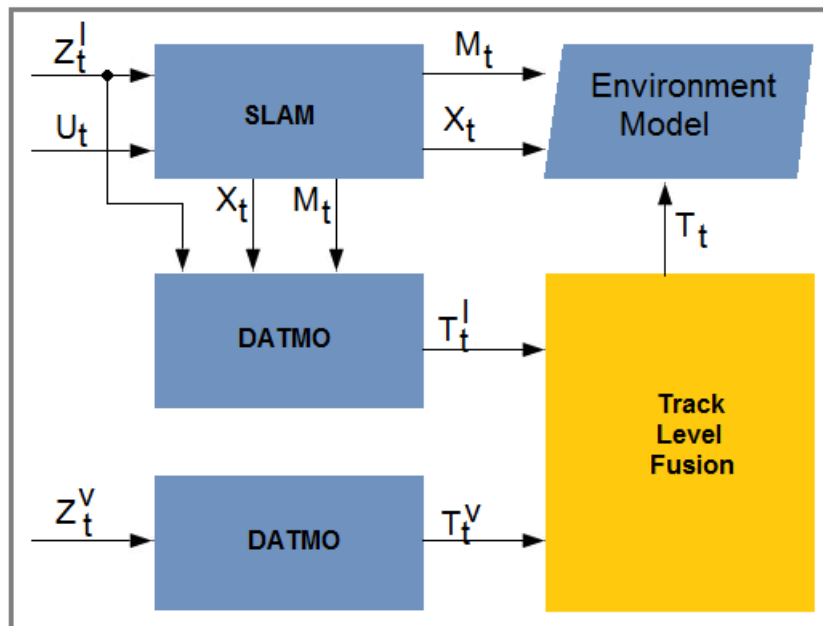 Z_t^l
U_t
SLAM
M_t
X_t
Environment
Model
X_t
M_t
T_t
DATMO
T_t^l
Track
Level
Fusion
Z_t^v
DATMO
T_t^v